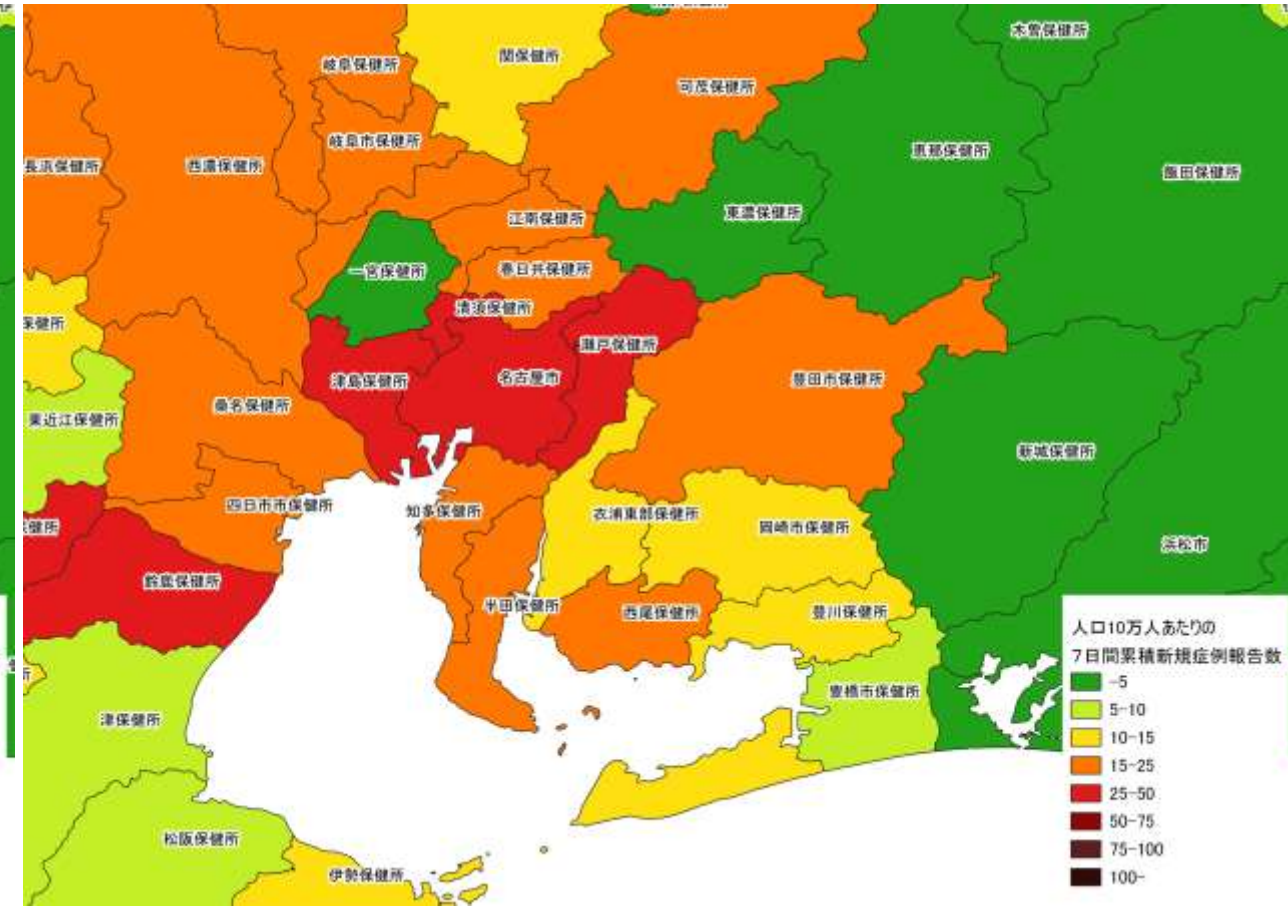 木曽保健所
関保健所
岐阜保健所
可茂保健所
岐阜市保健所
恵那保健所
長浜保健所
西濃保健所
飯田保健所
東濃保健所
江南保健所
一宮保健所
春日井保健所
清須保健所
保健所
瀬戸保健所
津島保健所
名古屋市
豊田市保健所
桑名保健所
東近江保健所
新城保健所
四日市市保健所
知多保健所
衣浦東部保健所
岡崎市保健所
保健所
浜松市
鈴鹿保健所
半田保健所
西尾保健所
豊川保健所
人口10万人あたりの
7日間累積新規症例報告数
-5
5-10
10-15
15-25
25-50
50-75
75-100
100-
所
豊橋市保健所
津保健所
松阪保健所
伊勢保健所